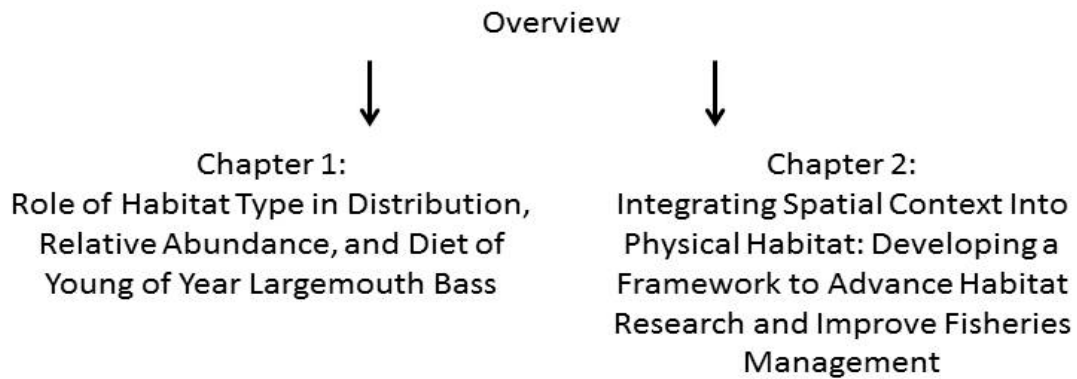 Overview
Chapter 1:
Role of Habitat Type in Distribution,
Relative Abundance, and Diet of
Young of Year Largemouth Bass
Chapter 2:
Integrating Spatial Context Into
Physical Habitat: Developing a
Framework to Advance Habitat
Research and Improve Fisheries
Management